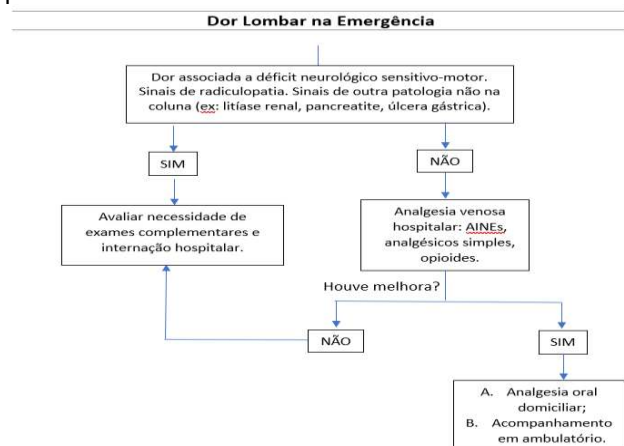 Dor Lombar na Emergência
Dor associada a déficit neurológico sensitivo-motor.
Sinais de radiculopatia. Sinais de outra patologia não na
coluna (ex: litíase renal, pancreatite, úlcera gástrica).
SIM
NÃO
Avaliar necessidade de
exames complementares e
internação hospitalar.
Analgesia venosa
hospitalar: AINEs,
analgésicos simples,
opioides.
Houve melhora?
NÃO
SIM
A. Analgesia oral
domiciliar;
B. Acompanhamento
em ambulatório.